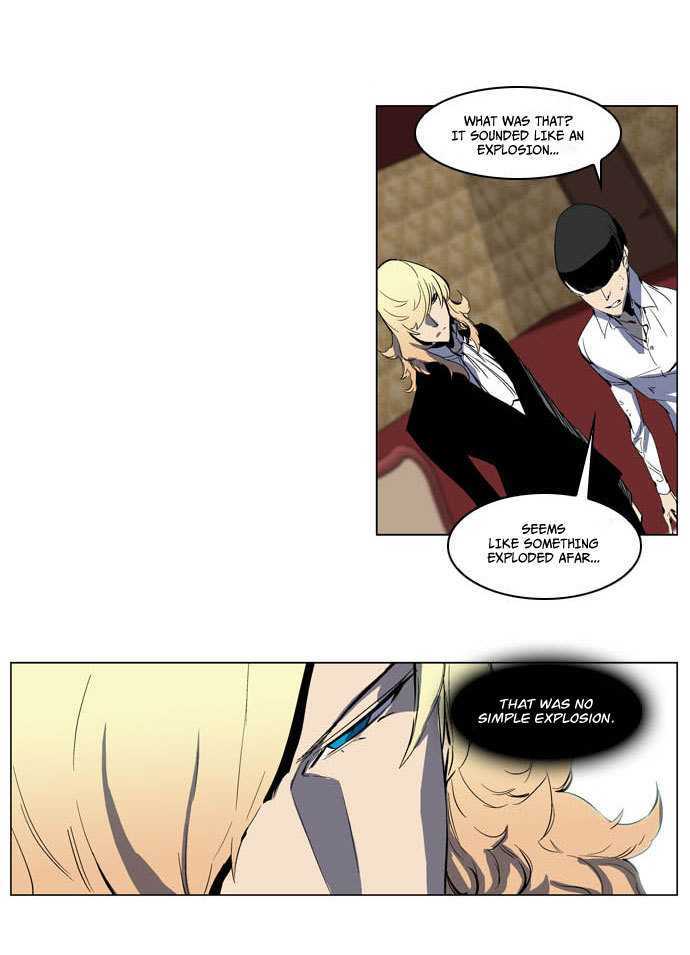 WHAT WAS THAT?
IT SOUNDED LIKE AN
EXPLOSION...
SEEMS
LIKE SOMETHING
EXPLODED AFAR...
THAT WAS NO
SIMPLE EXPLOSION.